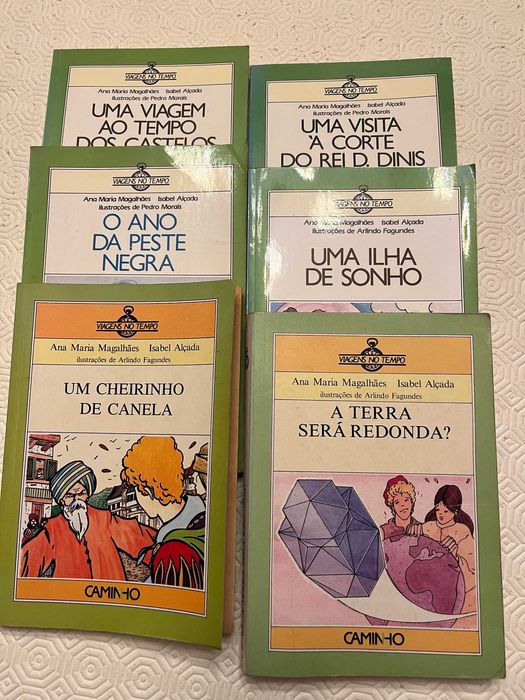 VIAGENS NO TEMPO
Ana Maria Magalhães Isabel Alçada
Ilustrações de Pedro Morais
UMA VIAGEM
AO TEMPO
DOS CASTELOS
VIAGENS NO TEMPO
Ana Maria Magalhães Isabel Alçada
Ilustrações de Pedro Morais
UMA VISITA
À CORTE
DO REI D. DINIS
VIAGENS NO TEMPO
Ana Maria Magalhães Isabel Alçada
Ilustrações de Pedro Morais
O ANO
DA PESTE
NEGRA
VIAGENS NO TEMPO
Ana Maria Magalhães Isabel Alçada
Ilustrações de Arlindo Fagundes
UMA ILHA
DE SONHO
VIAGENS NO TEMPO
Ana Maria Magalhães Isabel Alçada
ilustrações de Arlindo Fagundes
UM CHEIRINHO
DE CANELA
CAMINHO
VIAGENS NO TEMPO
Ana Maria Magalhães Isabel Alçada
ilustrações de Arlindo Fagundes
A TERRA
SERÁ REDONDA?
CAMINHO